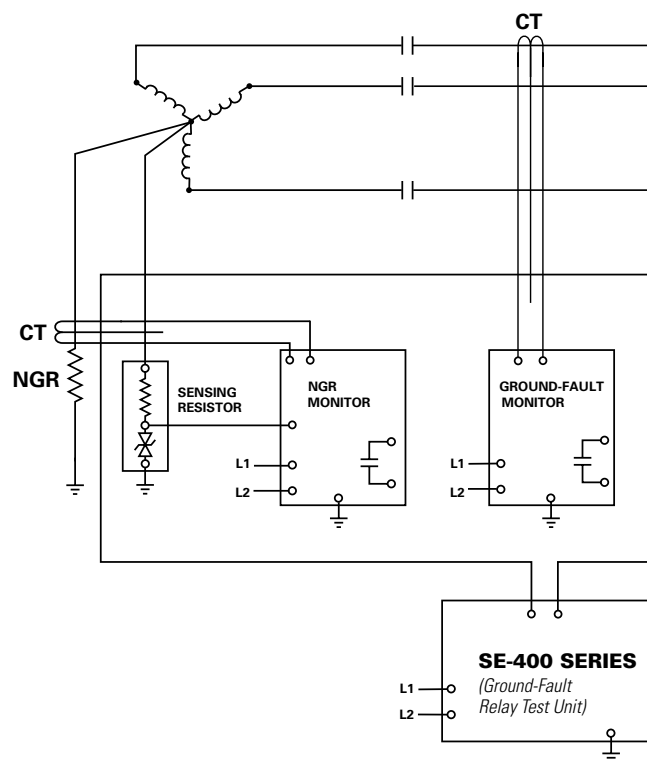 CT
CT
NGR
SENSING
RESISTOR
NGR
MONITOR
L1
L2
GROUND-FAULT
MONITOR
L1
L2
SE-400 SERIES
(Ground-Fault
Relay Test Unit)
L1
L2